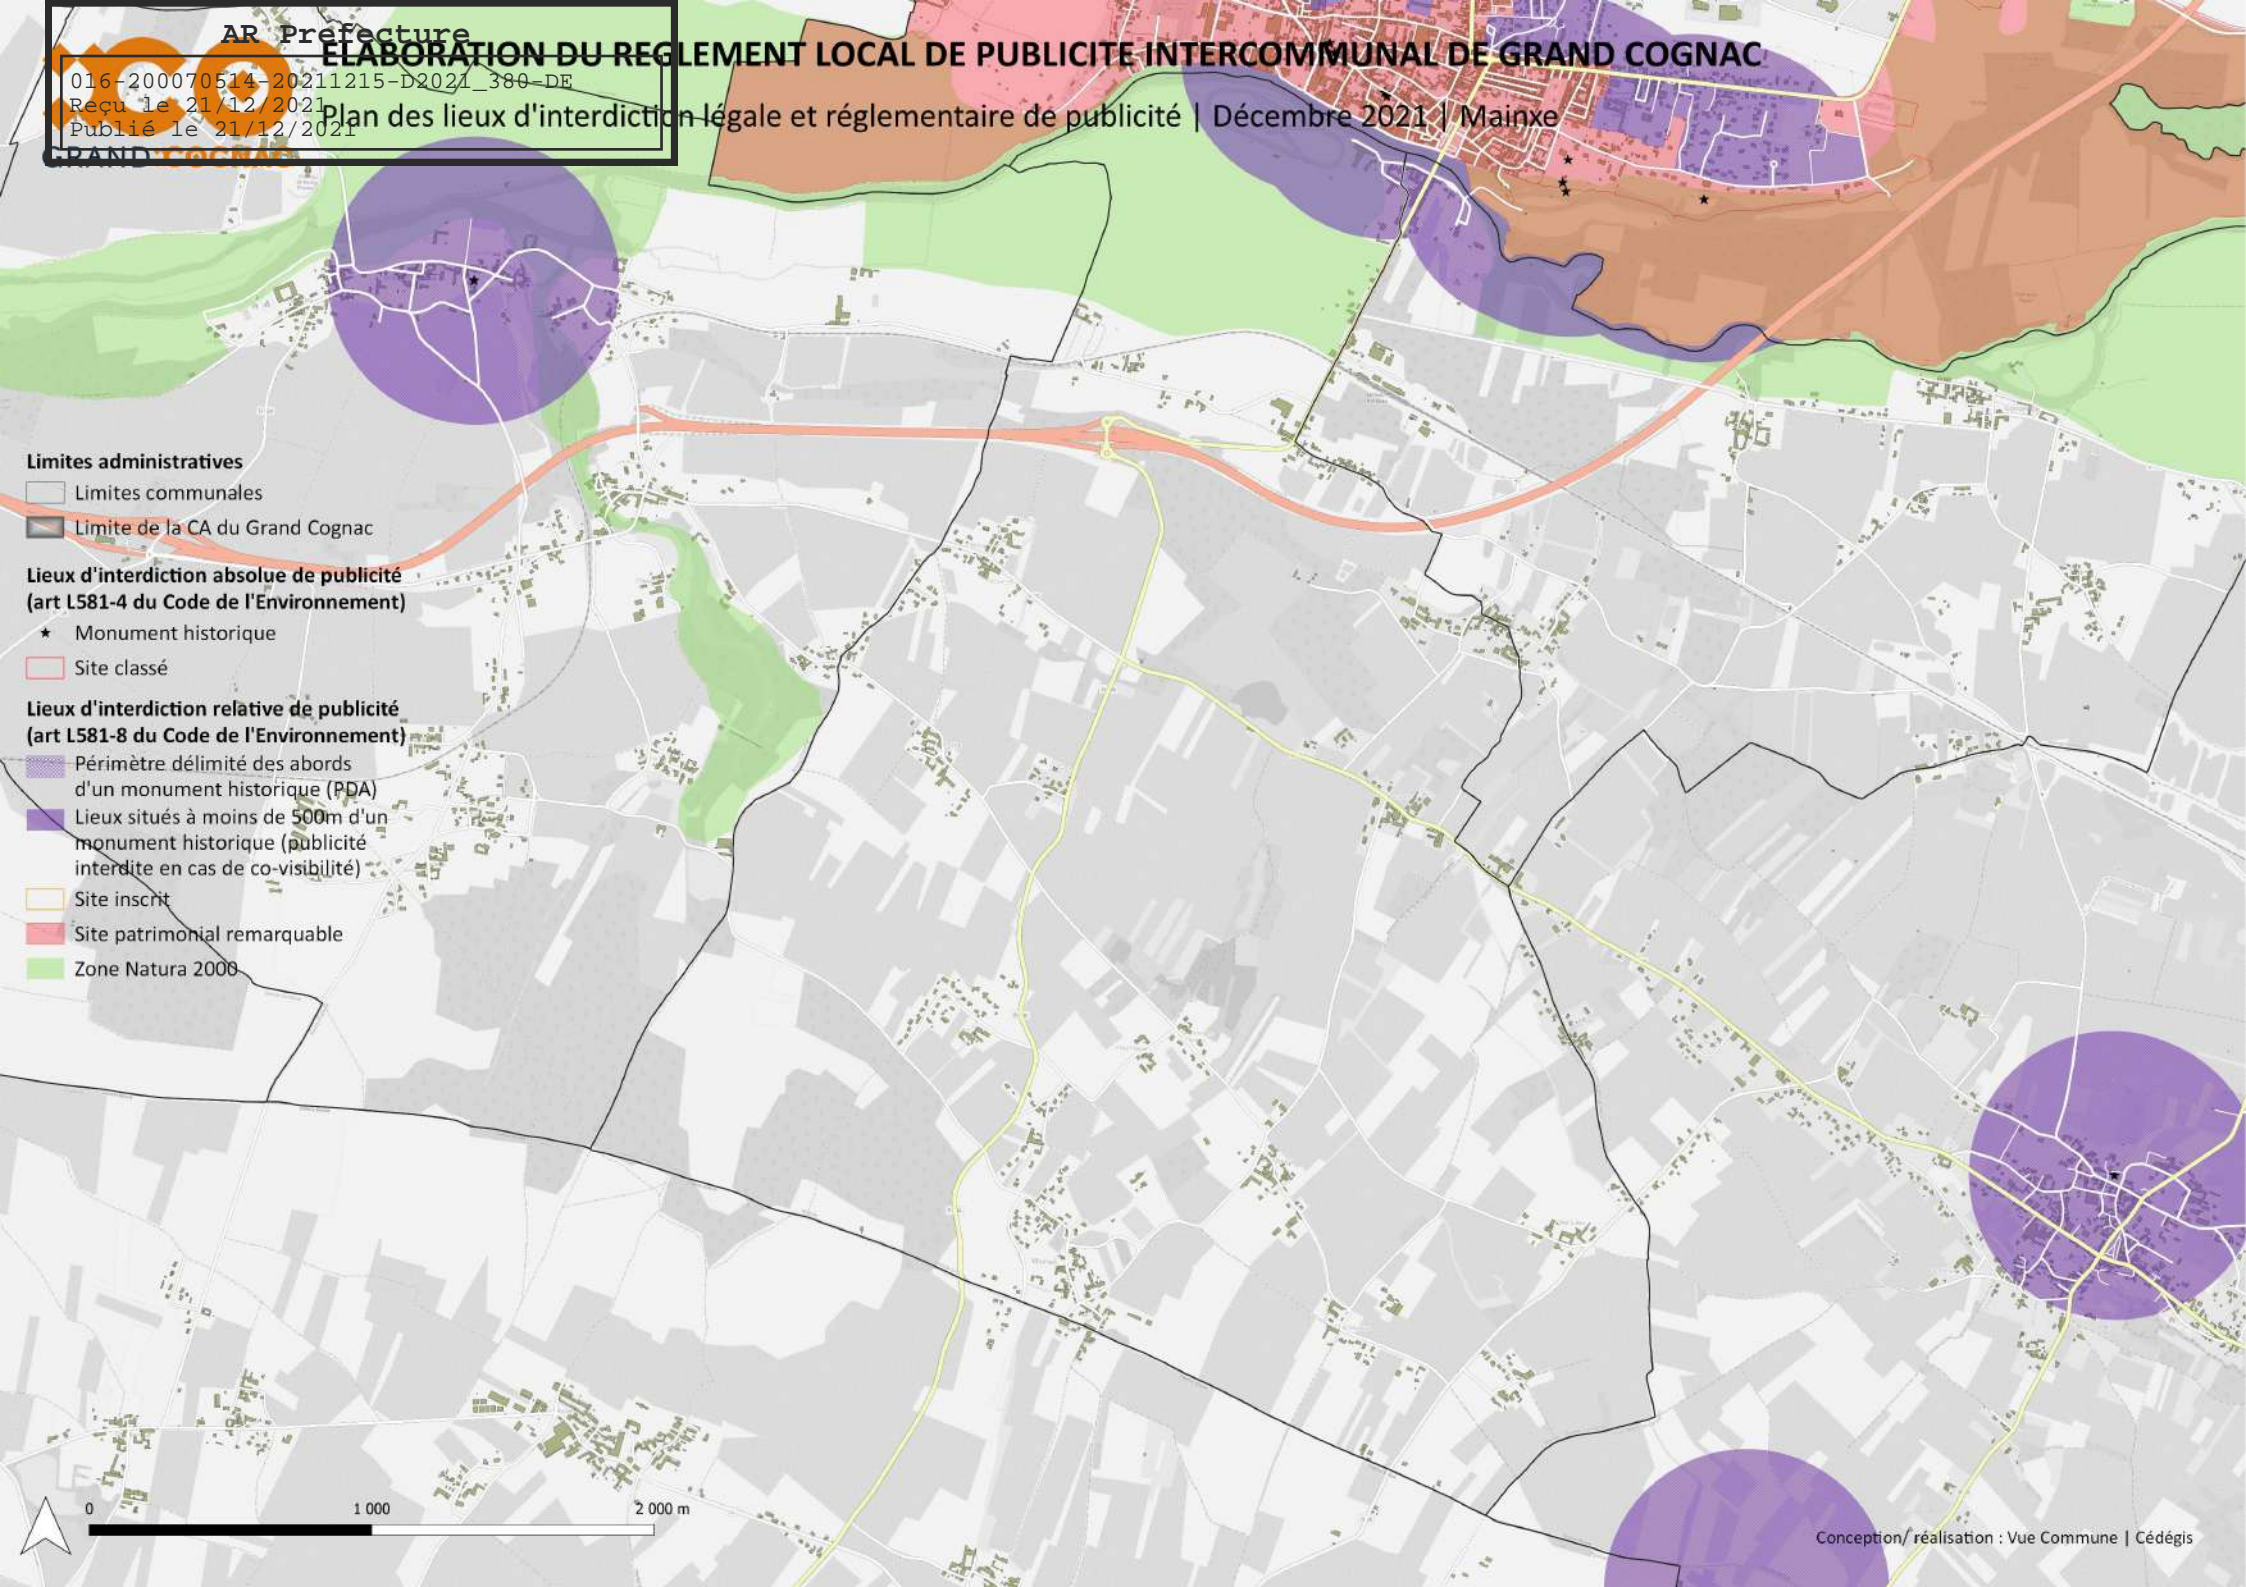 AR Prefecture
016-200070514-20211215-D2021_380-DE
Reçu le 21/12/2021
Publié le 21/12/2021
GRAND COGNAC
ELABORATION DU REGLEMENT LOCAL DE PUBLICITE INTERCOMMUNAL DE GRAND COGNAC
Plan des lieux d'interdiction légale et réglementaire de publicité | Décembre 2021 | Mainxe
Limites administratives
Limites communales
Limite de la CA du Grand Cognac
Lieux d'interdiction absolue de publicité
(art L581-4 du Code de l'Environnement)
Monument historique
Site classé
Lieux d'interdiction relative de publicité
(art L581-8 du Code de l'Environnement)
Périmètre délimité des abords
d'un monument historique (PDA)
Lieux situés à moins de 500m d'un
monument historique (publicité
interdite en cas de co-visibilité)
Site inscrit
Site patrimonial remarquable
Zone Natura 2000
0 1 000 2 000 m
Conception/ réalisation : Vue Commune | Cédégis